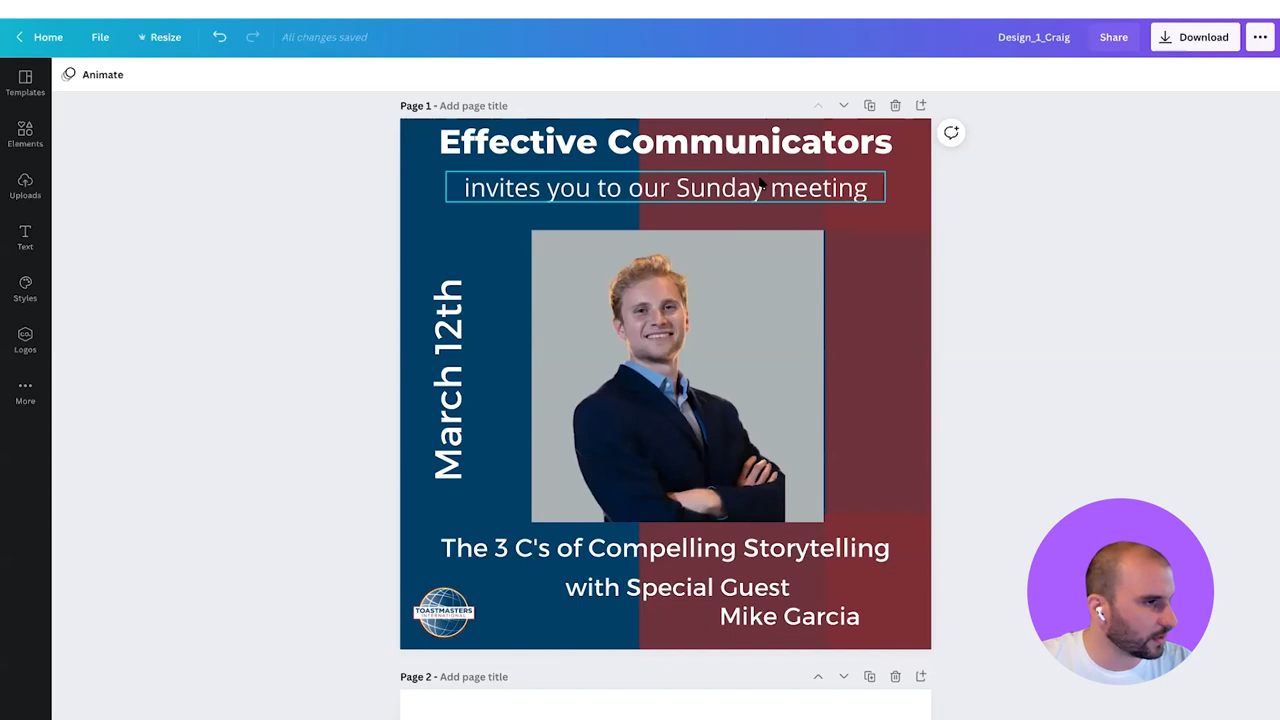 Home File Resize All changes saved Design_1_Craig Share Download
Templates
Elements
Uploads
Text
Styles
CO.
Logos
More
Animate
Page 1 - Add page title
Effective Communicators
invites you to our Sunday meeting
March 12th
The 3 C's of Compelling Storytelling
with Special Guest
Mike Garcia
TOASTMASTERS
INTERNATIONAL
Page 2 - Add page title